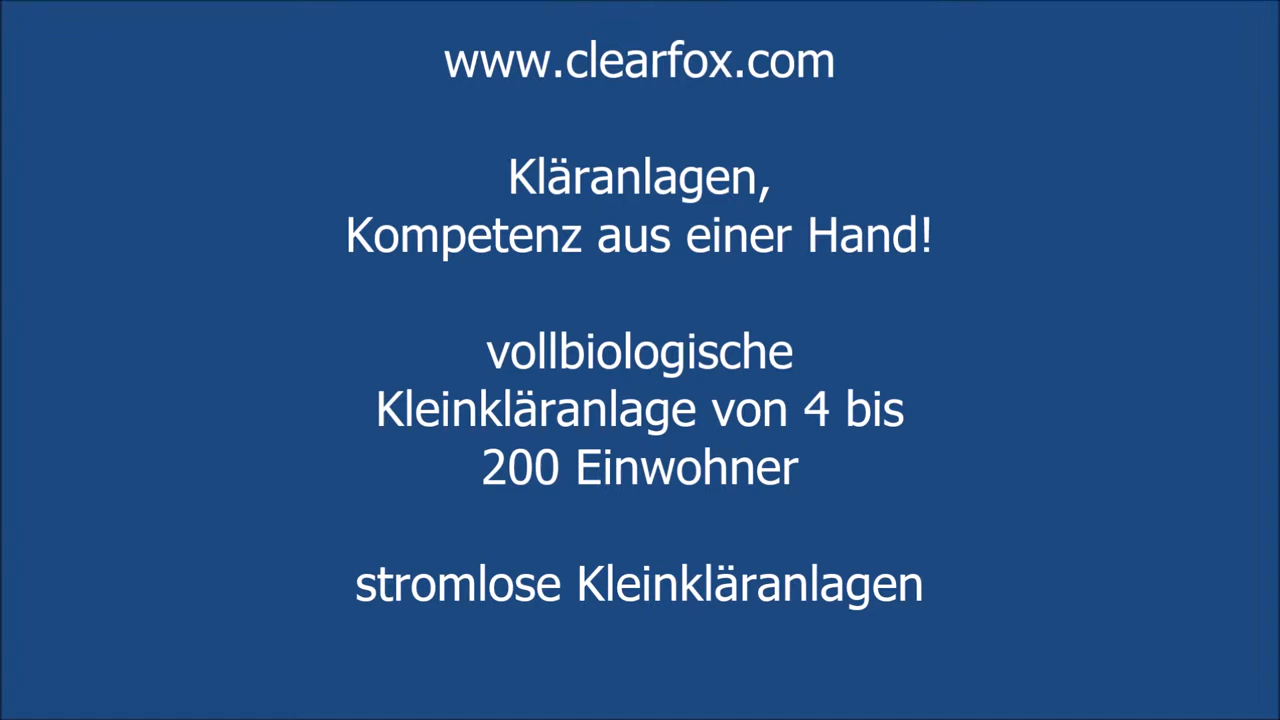 www.clearfox.com
Kläranlagen,
Kompetenz aus einer Hand!
vollbiologische
Kleinkläranlage von 4 bis
200 Einwohner
stromlose Kleinkläranlagen